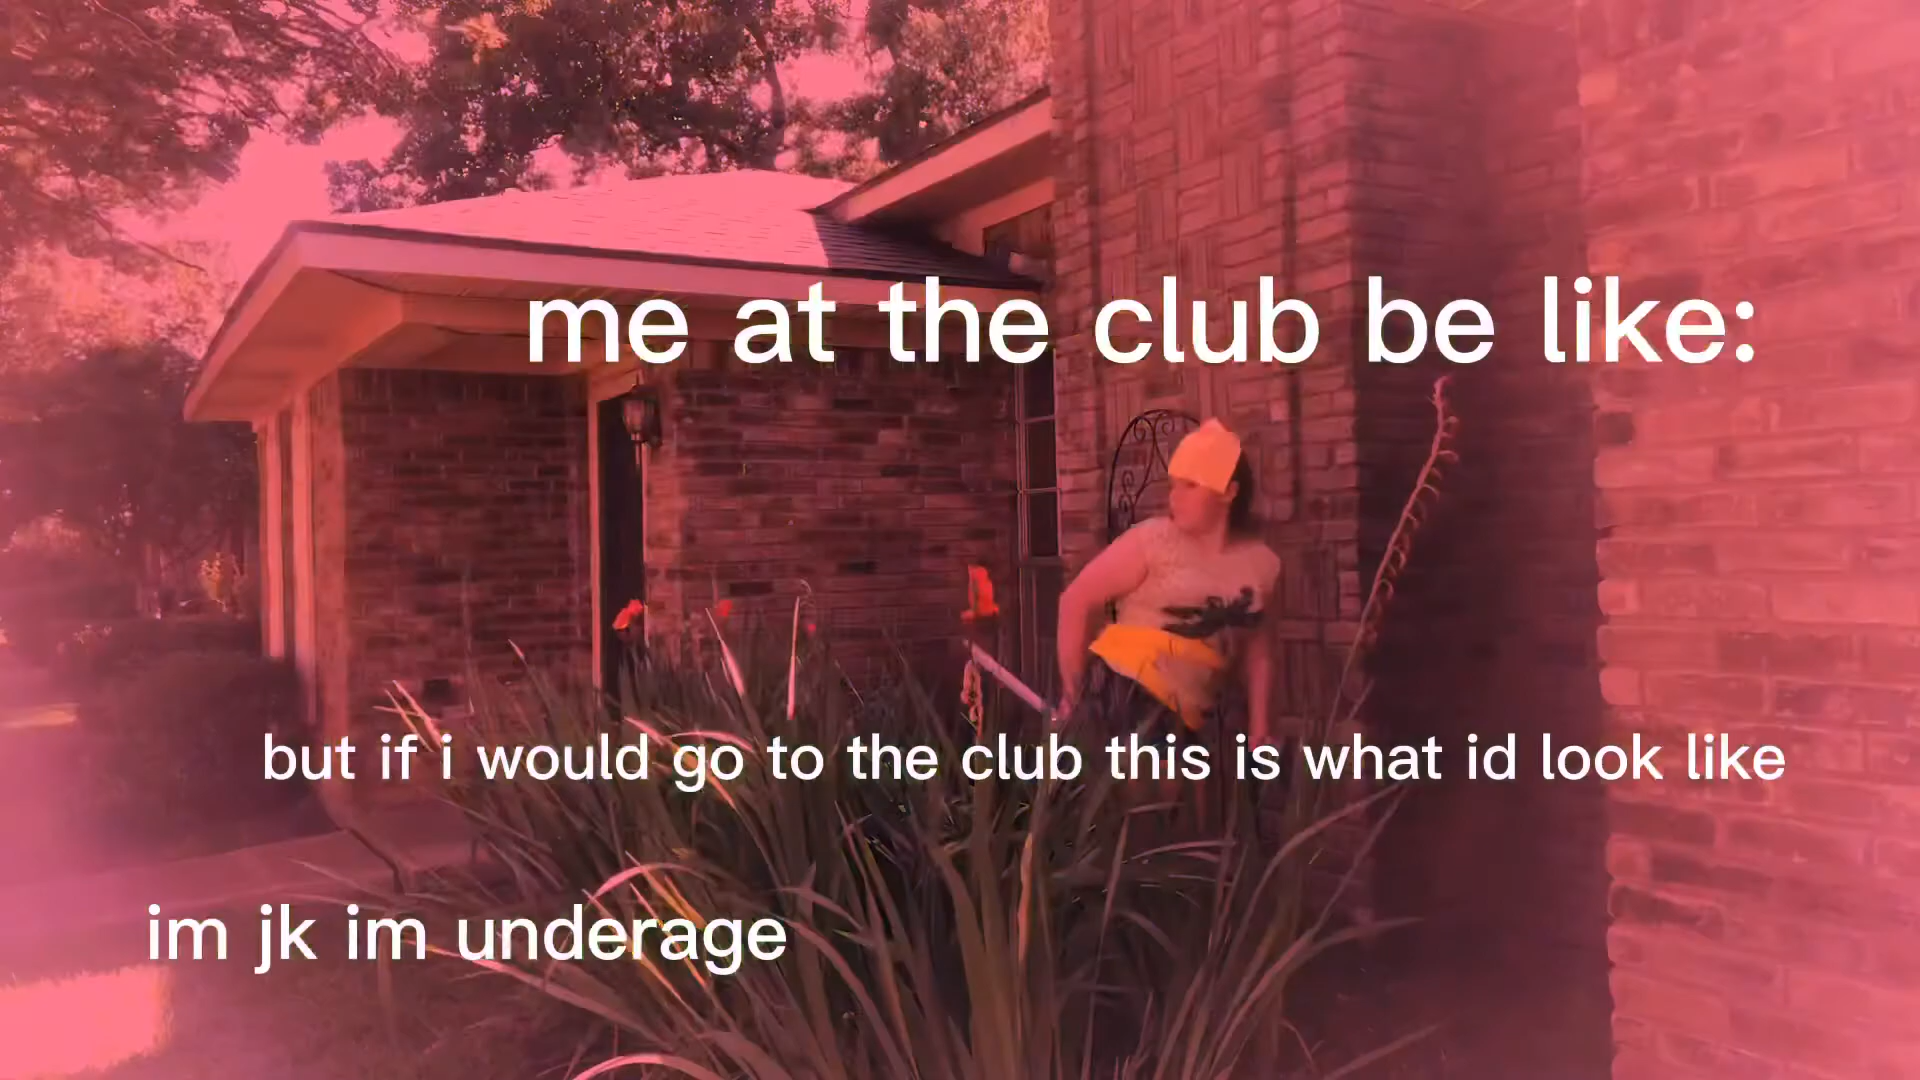 me at the club be like:
but if i would go to the club this is what id look like
im jk im underage